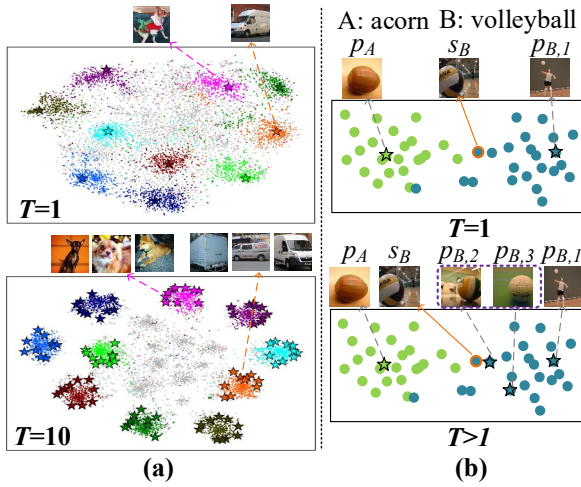 A: acorn B: volleyball
p_A s_B p_{B,1}
T=1
T=1
p_A s_B p_{B,2} p_{B,3} p_{B,1}
T=10
T>1
(a) (b)